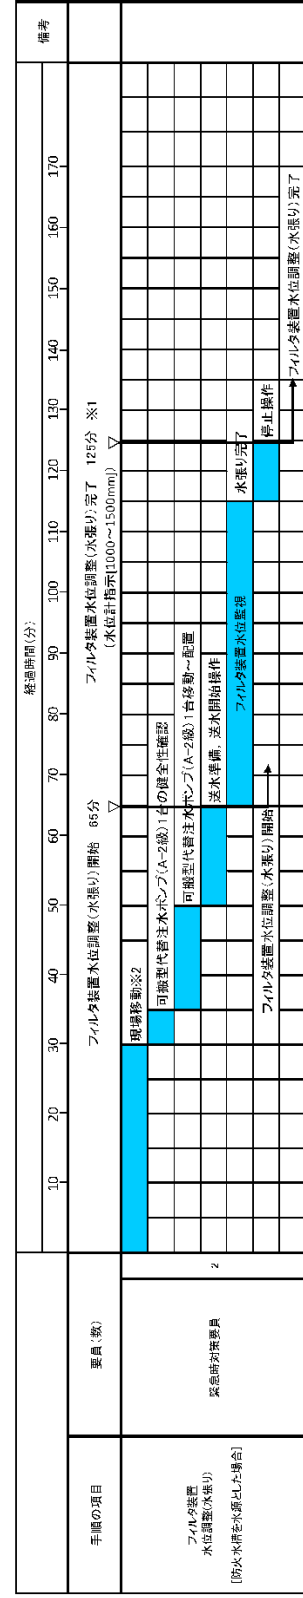 手順の項目
要員(数)
経過時間(分)
備考
10 20 30 40 50 60 70 80 90 100 110 120 130 140 150 160 170
フィルタ装置水位調整(水張り)開始 65分
フィルタ装置水位調整(水張り)完了 125分 ※1
(水位計指示[1000～1500mm])
フィルタ装置
水位調整(水張り)
[防火水槽を水源とした場合]
緊急時対策要員
2
現場移動※2
可搬型代替注水ポンプ(A-2級)1台の健全性確認
可搬型代替注水ポンプ(A-2級)1台移動～配置
送水準備，送水開始操作
フィルタ装置水位監視
水張り完了
停止操作
フィルタ装置水位調整(水張り)開始
フィルタ装置水位調整(水張り)完了